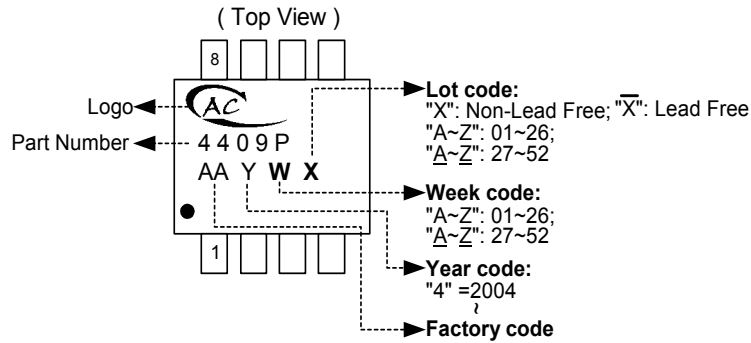 ( Top View )
8
Logo
AC
Part Number
4409P
AA Y W X
1
Lot code:
"X": Non-Lead Free; "X̅": Lead Free
"A~Z": 01~26;
"A̲~Z̲": 27~52
Week code:
"A~Z": 01~26;
"A̲~Z̲": 27~52
Year code:
"4" =2004
~
Factory code